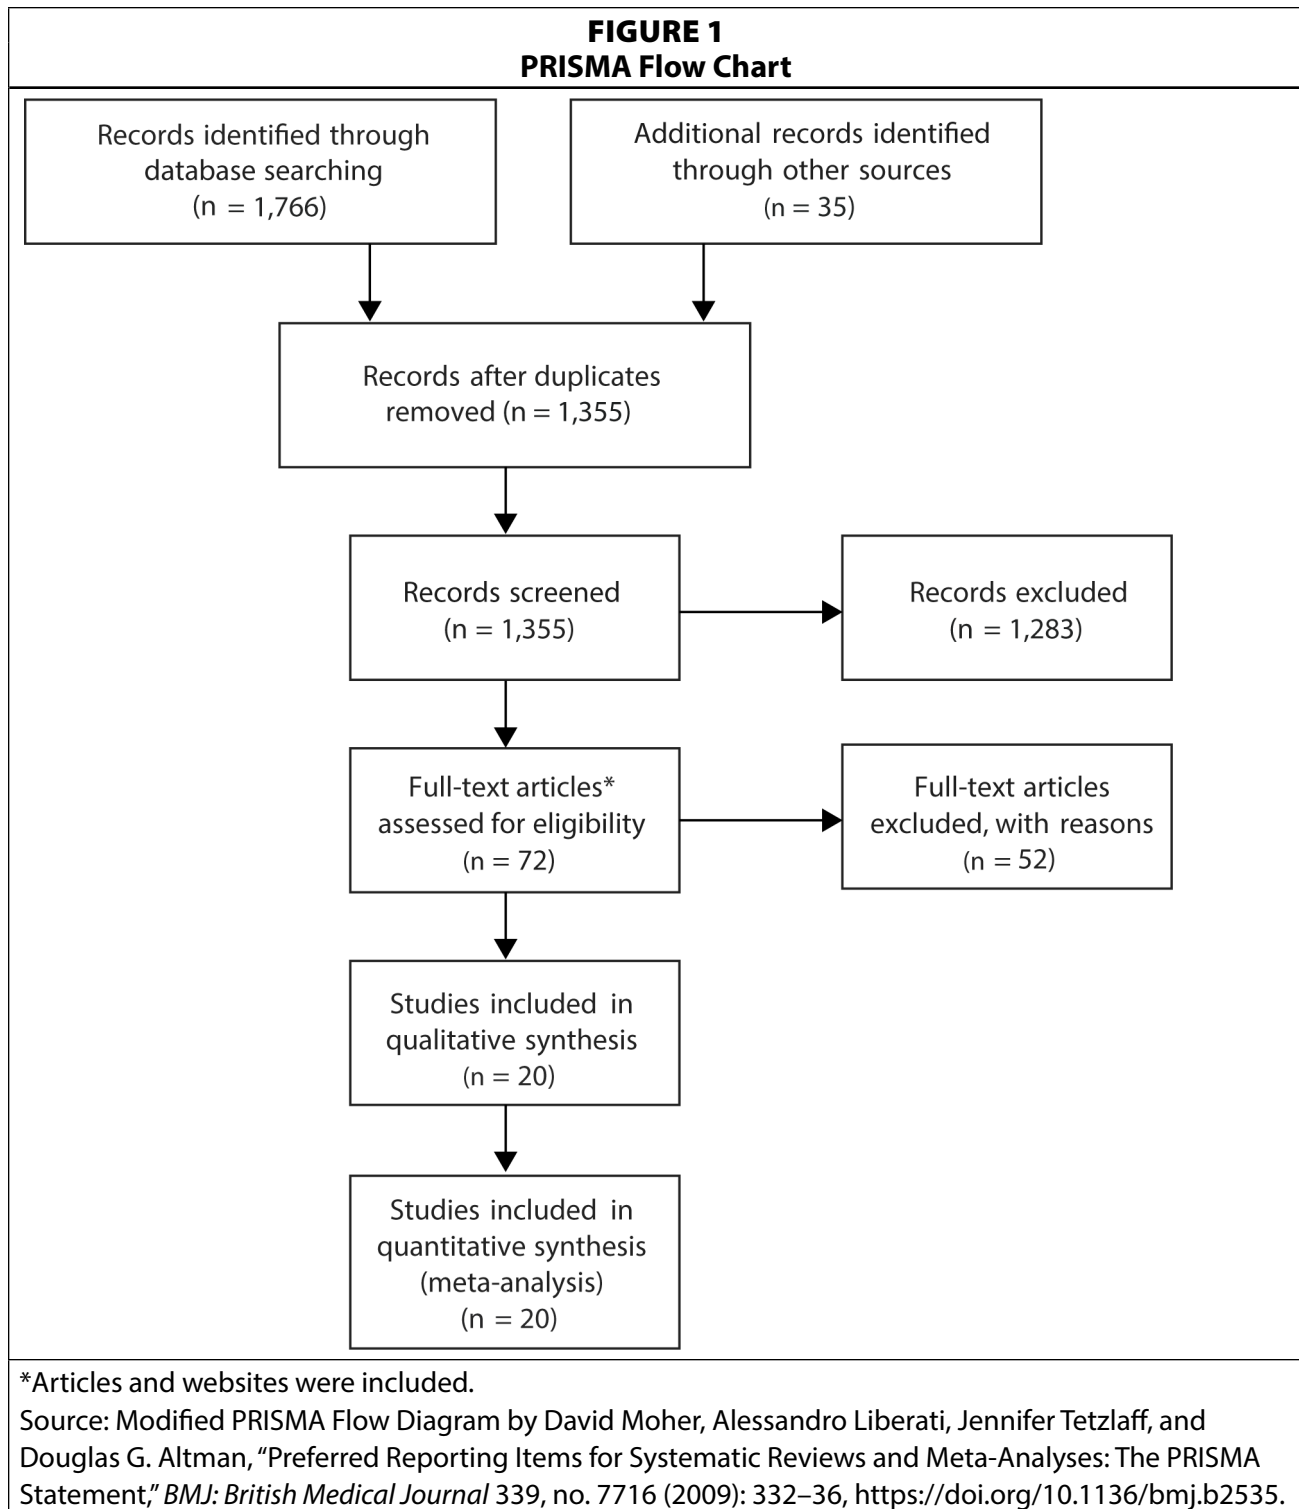 FIGURE 1
PRISMA Flow Chart
Records identified through
database searching
(n = 1,766)
Additional records identified
through other sources
(n = 35)
Records after duplicates
removed (n = 1,355)
Records screened
(n = 1,355)
Records excluded
(n = 1,283)
Full-text articles*
assessed for eligibility
(n = 72)
Full-text articles
excluded, with reasons
(n = 52)
Studies included in
qualitative synthesis
(n = 20)
Studies included in
quantitative synthesis
(meta-analysis)
(n = 20)
*Articles and websites were included.
Source: Modified PRISMA Flow Diagram by David Moher, Alessandro Liberati, Jennifer Tetzlaff, and
Douglas G. Altman, “Preferred Reporting Items for Systematic Reviews and Meta-Analyses: The PRISMA
Statement,” BMJ: British Medical Journal 339, no. 7716 (2009): 332–36, https://doi.org/10.1136/bmj.b2535.